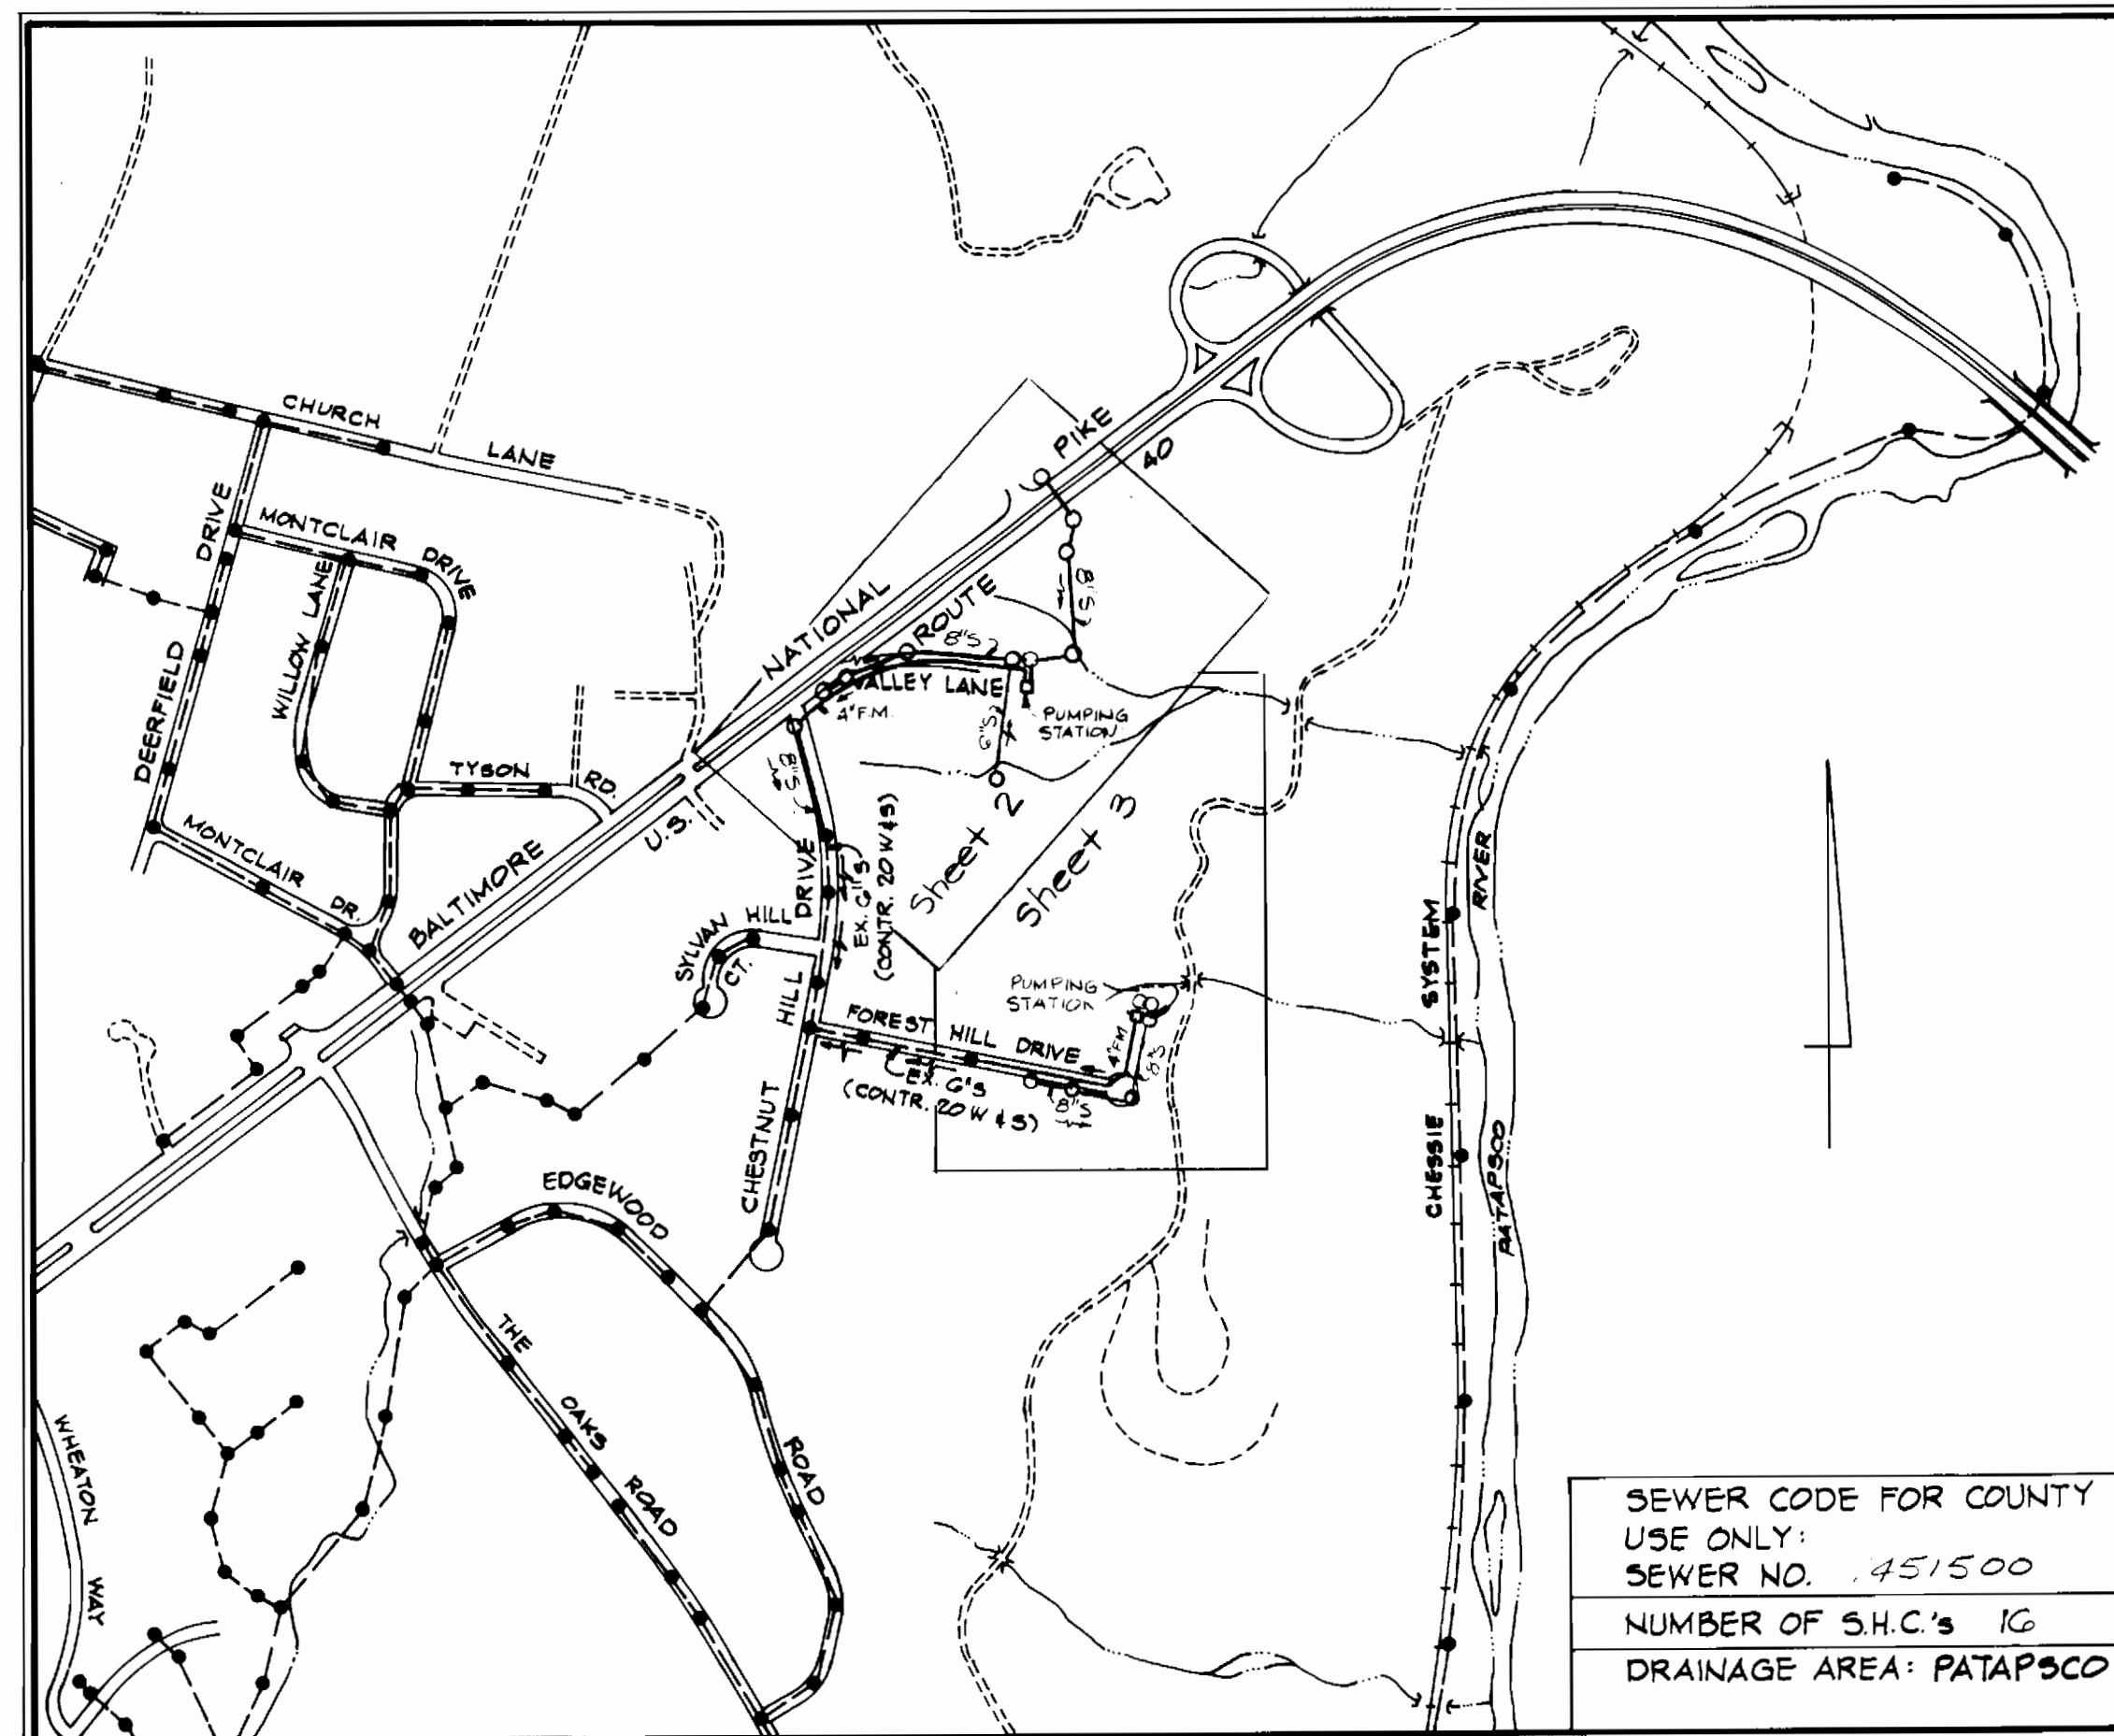 CHURCH LANE
DEERFIELD DRIVE
MONTCLAIR DRIVE
WILLOW LANE
TYSON RD.
MONTCLAIR DR.
BALTIMORE NATIONAL PIKE
U.S. ROUTE 40
8"S
8"S
VALLEY LANE
4"F.M.
6"S
PUMPING
STATION
8"S
Sheet 2
Sheet 3
EX. 6"S
(CONTR. 20 W&S)
SYLVAN HILL
CT.
CHESTNUT HILL DRIVE
PUMPING
STATION
FOREST HILL DRIVE
4"FM
8"S
EX. 6"S
(CONTR. 20 W & S)
8"S
EDGEWOOD ROAD
THE OAKS ROAD
WHEATON WAY
CHESSIE SYSTEM
PATAPSCO RIVER
SEWER CODE FOR COUNTY
USE ONLY:
SEWER NO. 451500
NUMBER OF S.H.C.'s 16
DRAINAGE AREA: PATAPSCO